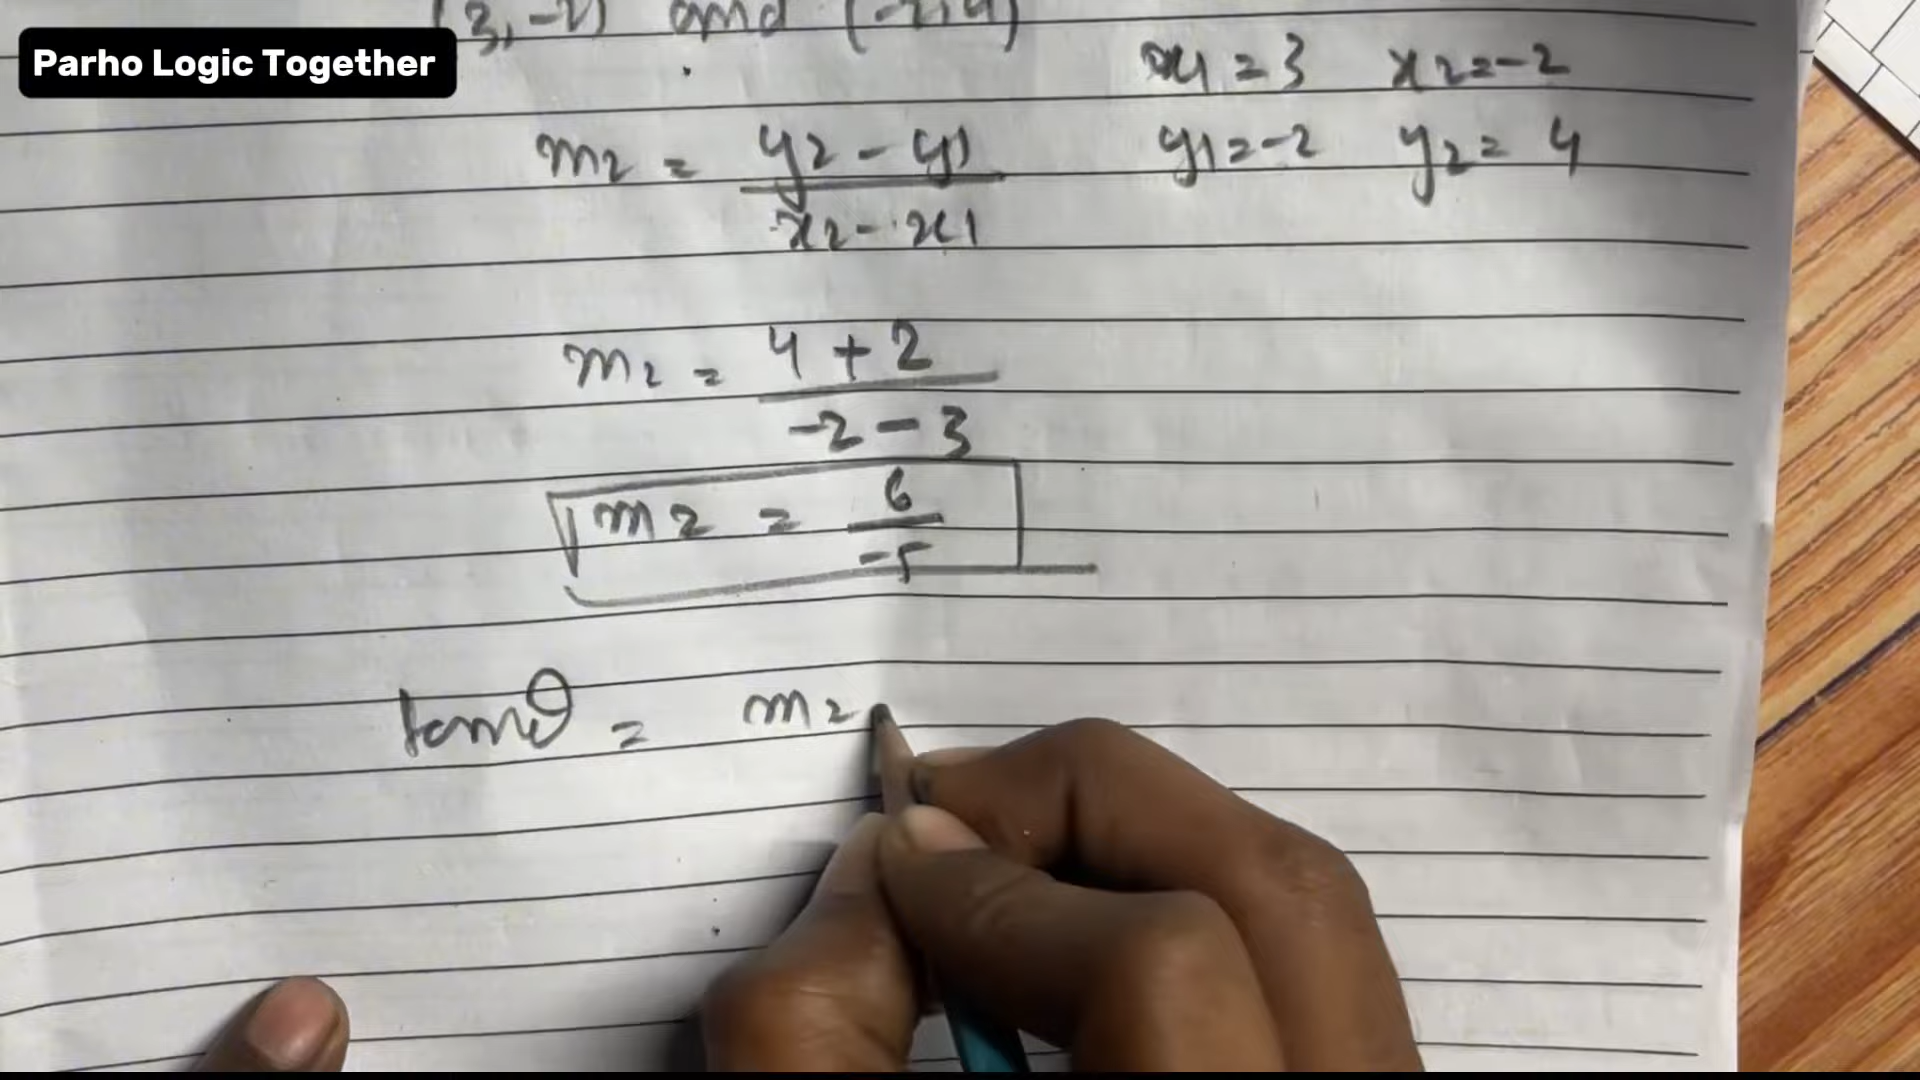 (3, -2) and (-2, 4)
Parho Logic Together
x1 = 3 x2 = -2
m2 = y2 - y1 / x2 - x1
y1 = -2 y2 = 4
m2 = 4 + 2 / -2 - 3
m2 = 6 / -5
tanθ = m2